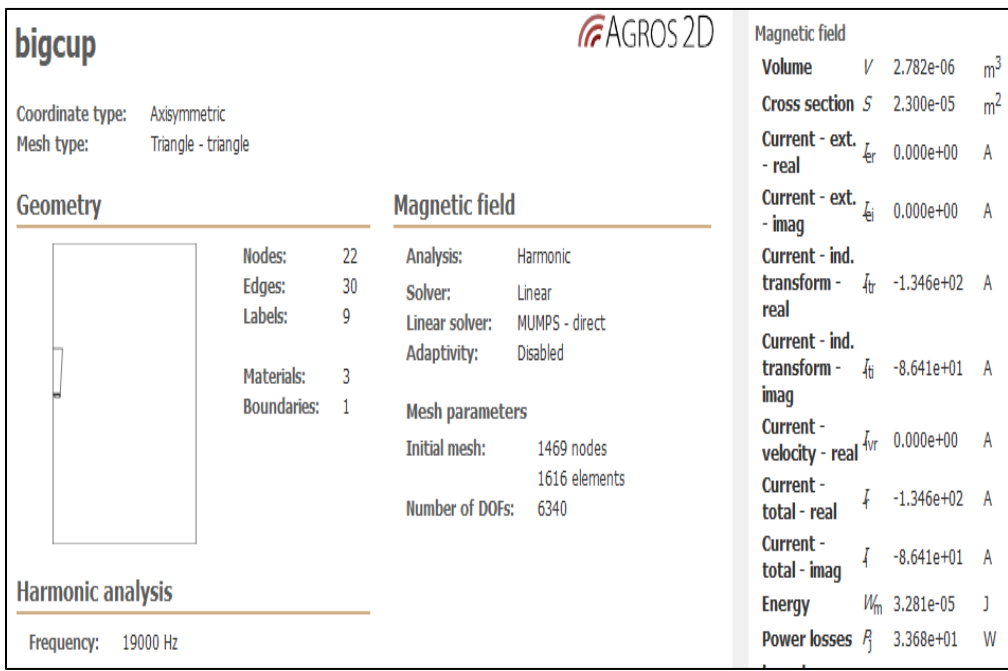 bigcup
AGROS 2D
Coordinate type: Axisymmetric
Mesh type: Triangle - triangle
Geometry
Nodes: 22
Edges: 30
Labels: 9
Materials: 3
Boundaries: 1
Magnetic field
Analysis: Harmonic
Solver: Linear
Linear solver: MUMPS - direct
Adaptivity: Disabled
Mesh parameters
Initial mesh: 1469 nodes
1616 elements
Number of DOFs: 6340
Harmonic analysis
Frequency: 19000 Hz
Magnetic field
Volume V 2.782e-06 m3
Cross section S 2.300e-05 m2
Current - ext.
- real Ier 0.000e+00 A
Current - ext.
- imag Iei 0.000e+00 A
Current - ind.
transform - Itr -1.346e+02 A
real
Current - ind.
transform - Iti -8.641e+01 A
imag
Current -
velocity - real Ivr 0.000e+00 A
Current -
total - real Ir -1.346e+02 A
Current -
total - imag Ii -8.641e+01 A
Energy Wm 3.281e-05 J
Power losses Pj 3.368e+01 W